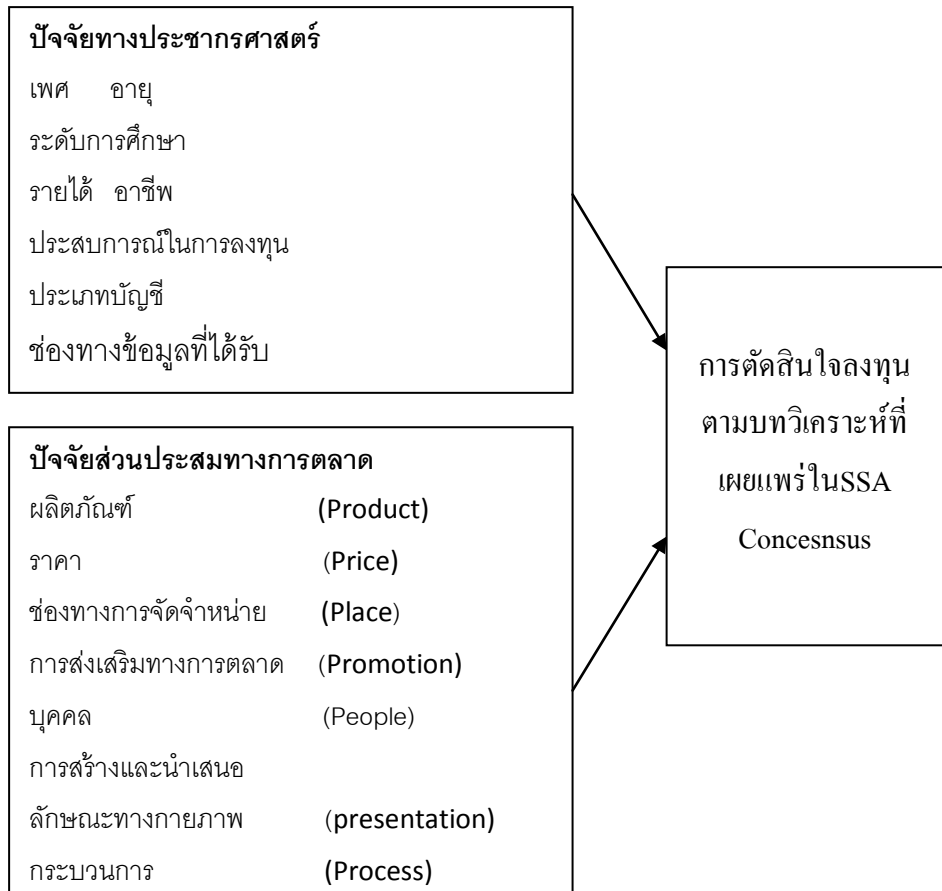 ปัจจัยทางประชากรศาสตร์
เพศ อายุ
ระดับการศึกษา
รายได้ อาชีพ
ประสบการณ์ในการลงทุน
ประเภทบัญชี
ช่องทางข้อมูลที่ได้รับ
ปัจจัยส่วนประสมทางการตลาด
ผลิตภัณฑ์ (Product)
ราคา (Price)
ช่องทางการจัดจำหน่าย (Place)
การส่งเสริมทางการตลาด (Promotion)
บุคคล (People)
การสร้างและนำเสนอ
ลักษณะทางกายภาพ (presentation)
กระบวนการ (Process)
การตัดสินใจลงทุน
ตามบทวิเคราะห์ที่
เผยแพร่ในSSA
Concesnsus